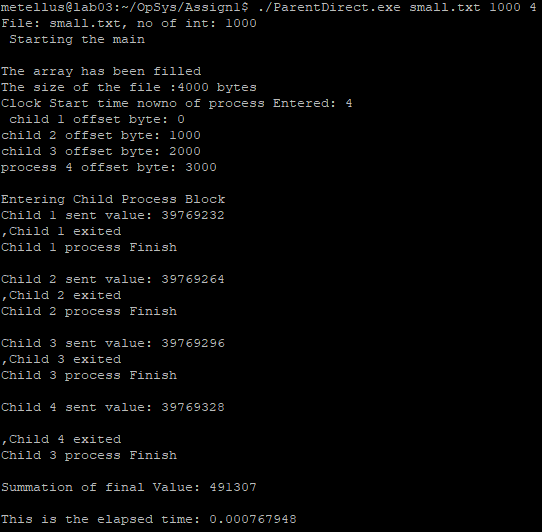 metellus@lab03:~/OpSys/Assign1$ ./ParentDirect.exe small.txt 1000 4
File: small.txt, no of int: 1000
Starting the main
The array has been filled
The size of the file :4000 bytes
Clock Start time nowno of process Entered: 4
child 1 offset byte: 0
child 2 offset byte: 1000
child 3 offset byte: 2000
process 4 offset byte: 3000
Entering Child Process Block
Child 1 sent value: 39769232
,Child 1 exited
Child 1 process Finish
Child 2 sent value: 39769264
,Child 2 exited
Child 2 process Finish
Child 3 sent value: 39769296
,Child 3 exited
Child 3 process Finish
Child 4 sent value: 39769328
,Child 4 exited
Child 3 process Finish
Summation of final Value: 491307
This is the elapsed time: 0.000767948